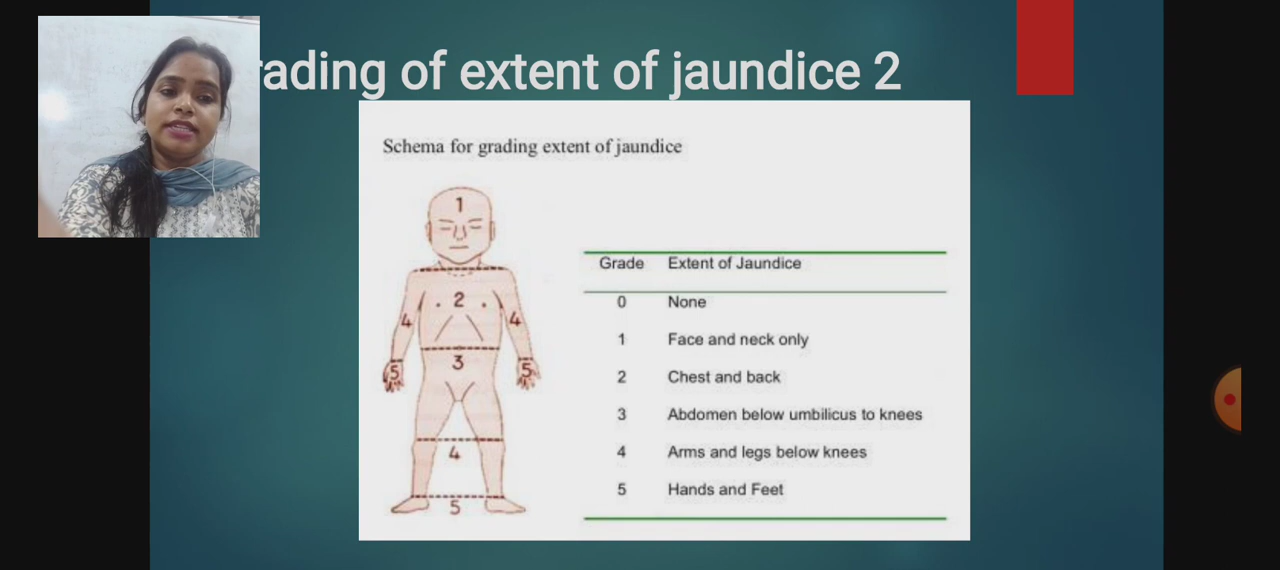 rading of extent of jaundice 2
Schema for grading extent of jaundice
1
2
4
4
3
5
5
4
5
Grade Extent of Jaundice
0 None
1 Face and neck only
2 Chest and back
3 Abdomen below umbilicus to knees
4 Arms and legs below knees
5 Hands and Feet